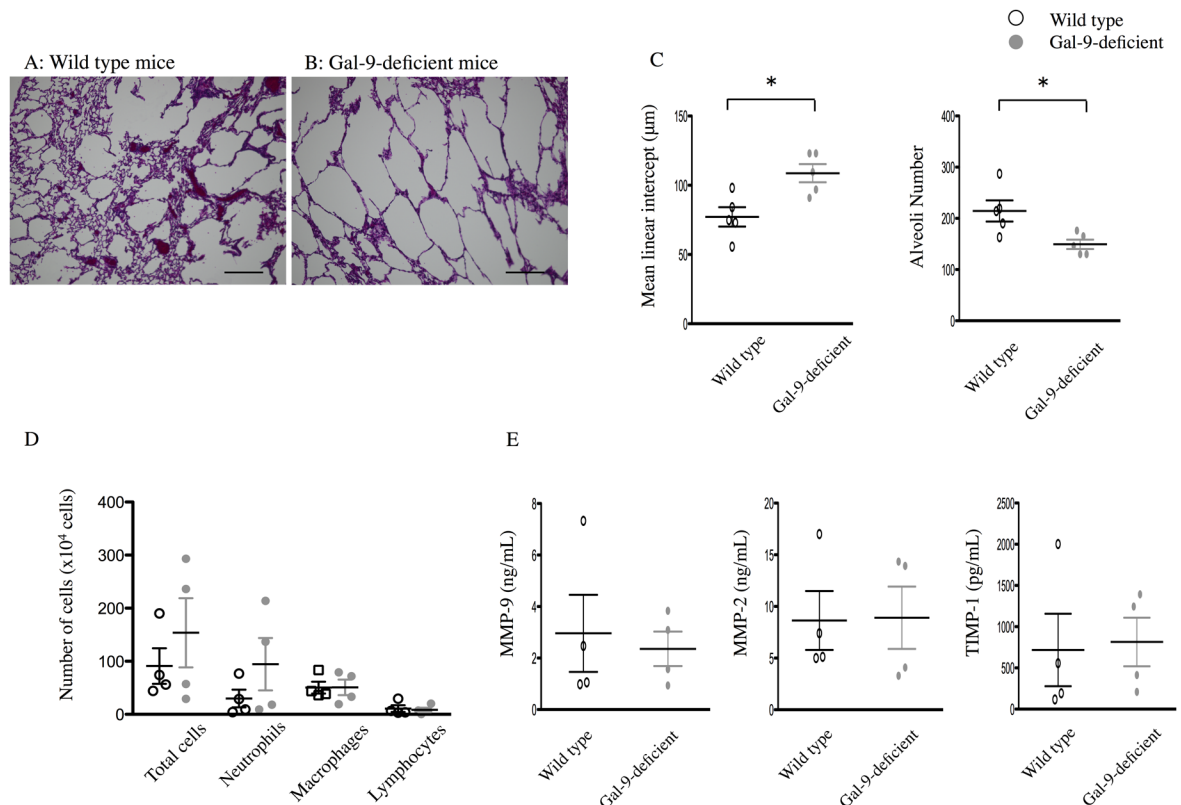 Wild type
Gal-9-deficient
A: Wild type mice
B: Gal-9-deficient mice
C
*
*
Mean linear intercept (μm)
150
100
50
0
Wild type
Gal-9-deficient
Alveoli Number
400
300
200
100
0
Wild type
Gal-9-deficient
D
Number of cells (x10⁴ cells)
400
300
200
100
0
Total cells
Neutrophils
Macrophages
Lymphocytes
E
MMP-9 (ng/mL)
8
6
4
2
0
Wild type
Gal-9-deficient
MMP-2 (ng/mL)
20
15
10
5
0
Wild type
Gal-9-deficient
TIMP-1 (pg/mL)
2500
2000
1500
1000
500
0
Wild type
Gal-9-deficient